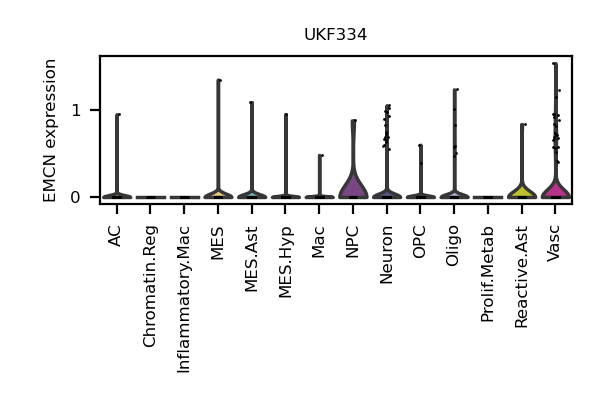 UKF334
EMCN expression
1
0
AC
Chromatin.Reg
Inflammatory.Mac
MES
MES.Ast
MES.Hyp
Mac
NPC
Neuron
OPC
Oligo
Prolif.Metab
Reactive.Ast
Vasc